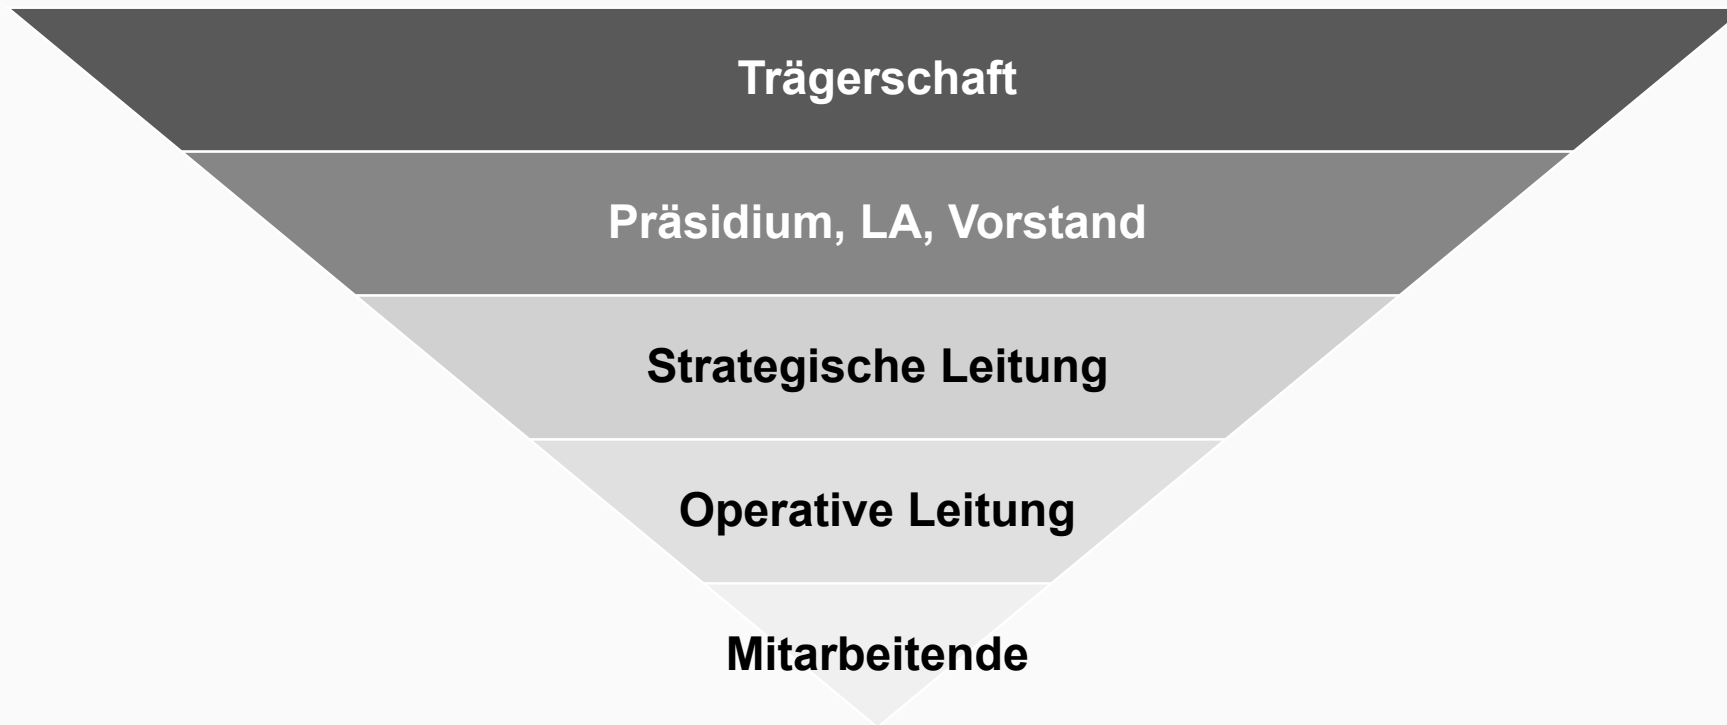 Trägerschaft
Präsidium, LA, Vorstand
Strategische Leitung
Operative Leitung
Mitarbeitende